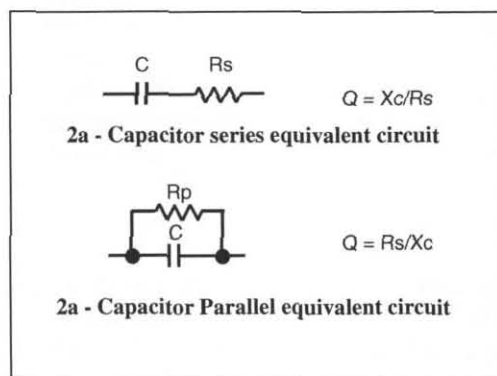 C Rs
Q = Xc/Rs
2a - Capacitor series equivalent circuit
Rp
C
Q = Rs/Xc
2a - Capacitor Parallel equivalent circuit